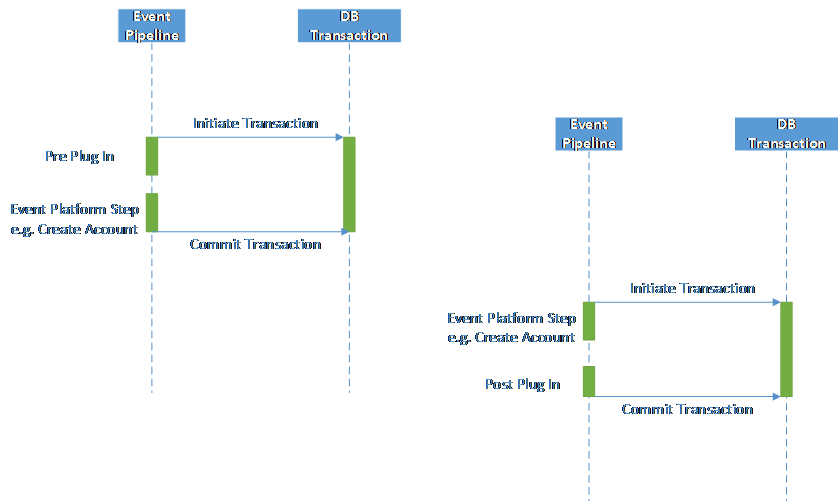 Event
Pipeline
DB
Transaction
Initiate Transaction
Pre Plug In
Event Platform Step
e.g. Create Account
Commit Transaction
Event
Pipeline
DB
Transaction
Initiate Transaction
Event Platform Step
e.g. Create Account
Post Plug In
Commit Transaction